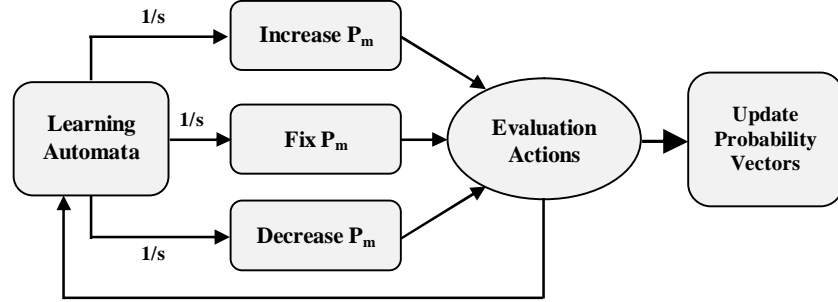 1/s
Increase Pm
Learning
Automata
1/s
Fix Pm
Evaluation
Actions
Update
Probability
Vectors
1/s
Decrease Pm